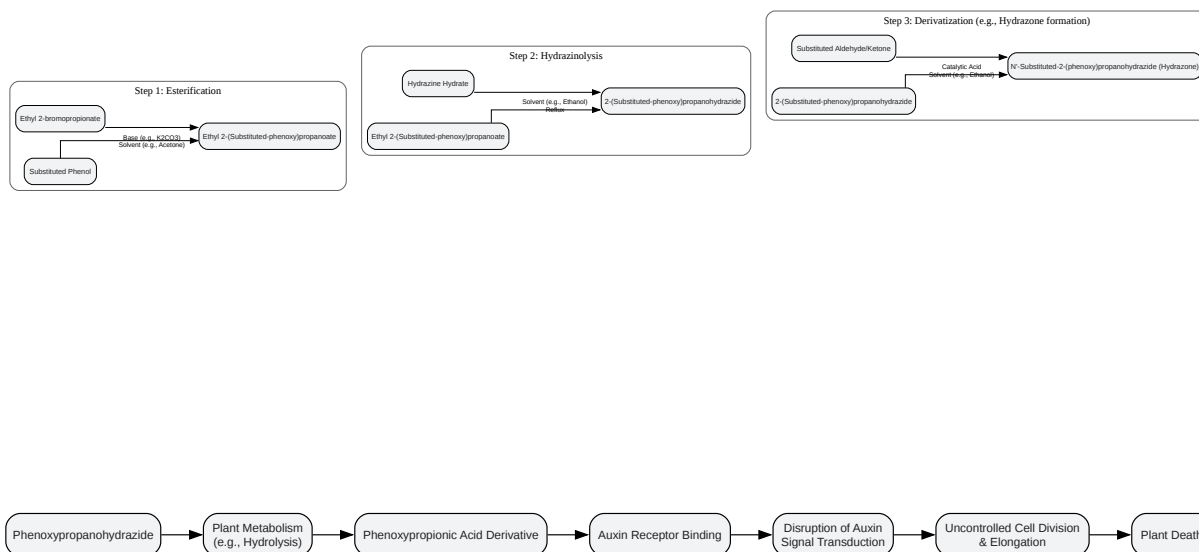 Step 1: Esterification
Ethyl 2-bromopropionate
Base (e.g., K2CO3)
Solvent (e.g., Acetone)
Ethyl 2-(Substituted-phenoxy)propanoate
Substituted Phenol
Step 2: Hydrazinolysis
Hydrazine Hydrate
Solvent (e.g., Ethanol)
Reflux
2-(Substituted-phenoxy)propanohydrazide
Ethyl 2-(Substituted-phenoxy)propanoate
Step 3: Derivatization (e.g., Hydrazone formation)
Substituted Aldehyde/Ketone
Catalytic Acid
Solvent (e.g., Ethanol)
N'-Substituted-2-(phenoxy)propanohydrazide (Hydrazone)
2-(Substituted-phenoxy)propanohydrazide
Phenoxypropanohydrazide
Plant Metabolism
(e.g., Hydrolysis)
Phenoxypropionic Acid Derivative
Auxin Receptor Binding
Disruption of Auxin
Signal Transduction
Uncontrolled Cell Division
& Elongation
Plant Death